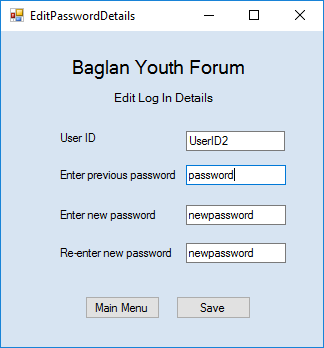 EditPasswordDetails
Baglan Youth Forum
Edit Log In Details
User ID UserID2
Enter previous password password
Enter new password newpassword
Re-enter new password newpassword
Main Menu Save